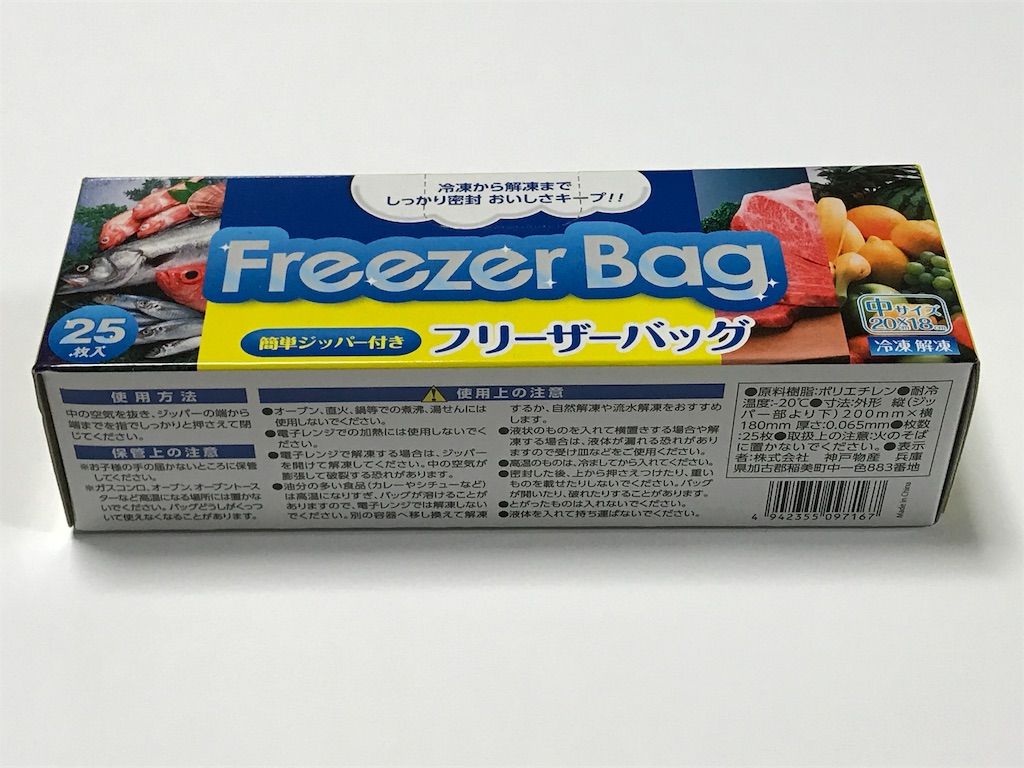 冷凍から解凍まで
しっかり密封 おいしさキープ!!
Freezer Bag
25
枚入
簡単ジッパー付き
フリーザーバッグ
中サイズ
20×18cm
冷凍 解凍
使用方法
中の空気を抜き、ジッパーの端から
端までを指でしっかりと押さえて閉
じてください。
保管上の注意
※お子様の手の届かないところに保管
してください。
※ガスコンロ、オーブン、オーブントース
ターなど高温になる場所には置かな
いでください。バッグどうしがくっつ
いて使えなくなることがあります。
使用上の注意
●オーブン、直火、鍋等での煮沸、湯せんには
使用しないでください。
●電子レンジでの加熱には使用しないでく
ださい。
●電子レンジで解凍する場合は、ジッパー
を開けて解凍してください。中の空気が
膨張して破裂する恐れがあります。
●油分の多い食品(カレーやシチューなど)
は高温になりすぎ、バッグが溶けることが
ありますので、電子レンジでは解凍しない
でください。別の容器へ移し換えて解凍
するか、自然解凍や流水解凍をおすすめ
します。
●液状のものを入れて横置きする場合や解
凍する場合は、液体が漏れる恐れがあり
ますので受け皿などをご使用ください。
●高温のものは、冷ましてから入れてください。
●密封した後、上から押さえつけたり、重い
ものを載せたりしないでください。バッグ
が開いたり、破れたりすることがあります。
●とがったものは入れないでください。
●液体を入れて持ち運ばないでください。
●原料樹脂:ポリエチレン●耐冷
温度:-20℃●寸法:外形 縦(ジッ
パー部より下)200mm×横
180mm 厚さ:0.065mm●枚数
:25枚●取扱上の注意:火のそば
に置かないでください。●表示
者:株式会社 神戸物産 兵庫
県加古郡稲美町中一色883番地
4 942355 097167
Made in China